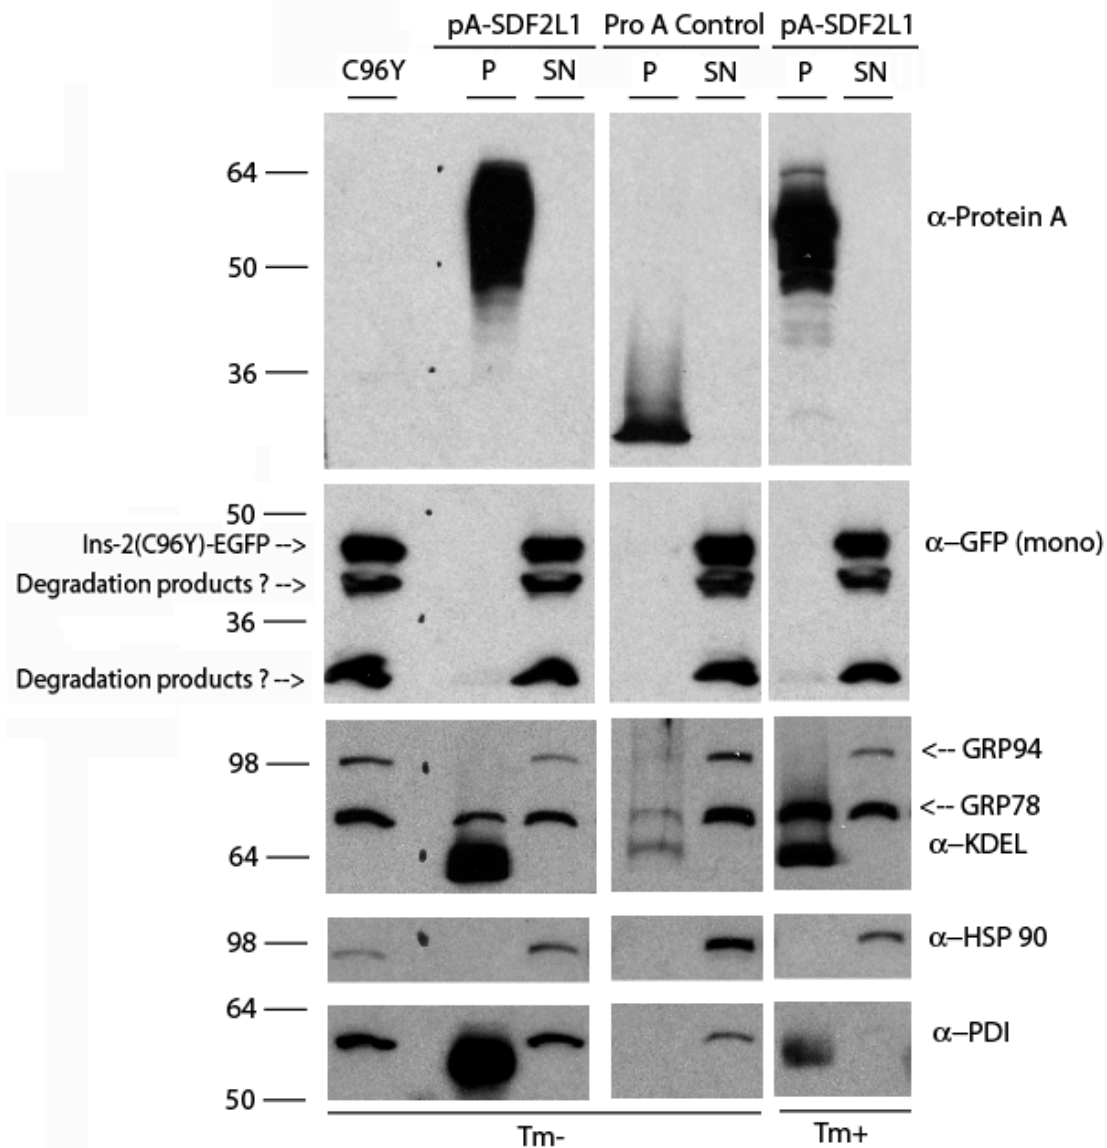 pA-SDF2L1 Pro A Control pA-SDF2L1
C96Y P SN P SN P SN
64
50
36
α-Protein A
50
Ins-2(C96Y)-EGFP -->
α–GFP (mono)
Degradation products ? -->
36
Degradation products ? -->
98
<-- GRP94
<-- GRP78
64
α–KDEL
98
α–HSP 90
64
α–PDI
50
Tm- Tm+